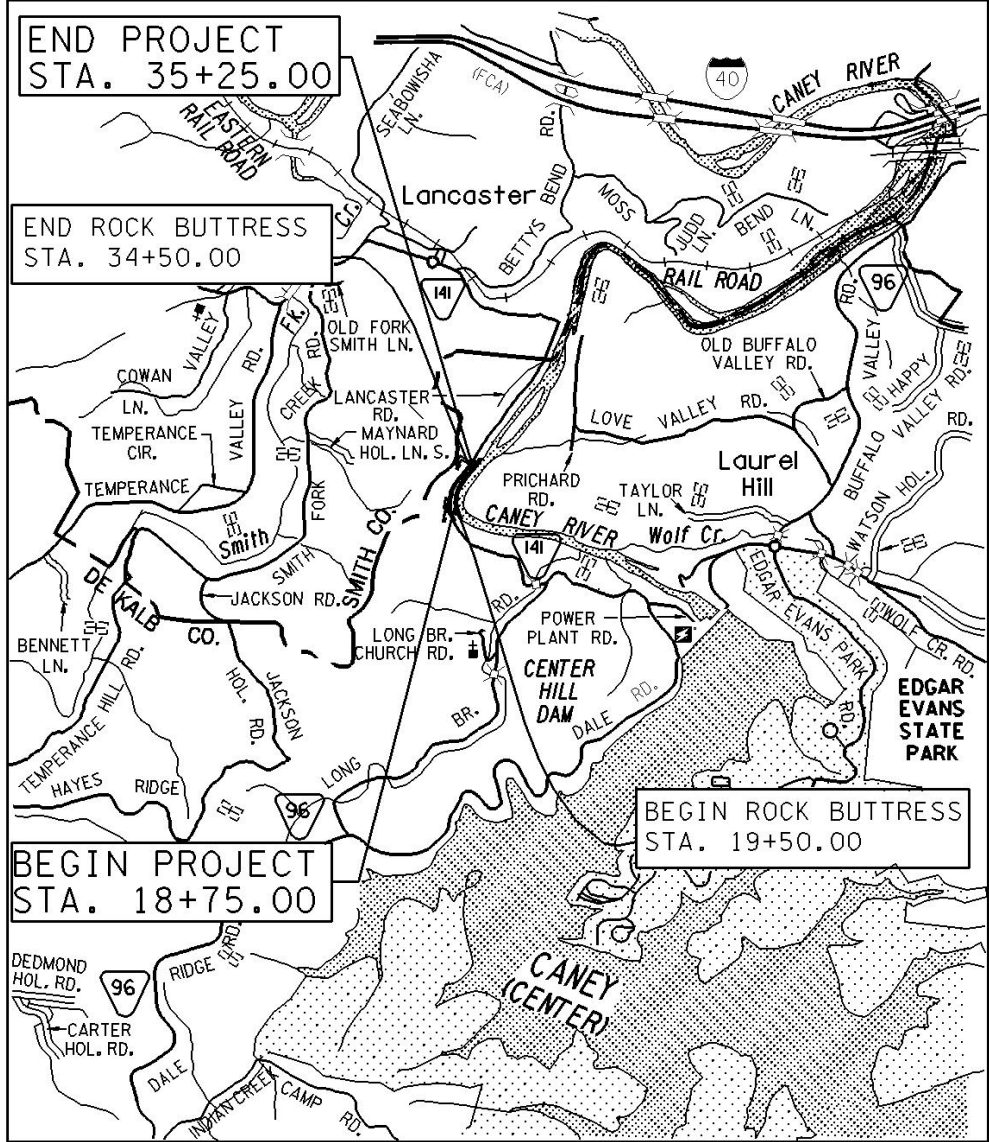 END PROJECT
STA. 35+25.00
40
CANEY RIVER
(FCA)
SEABOWISHA
LN.
EASTERN
RAIL ROAD
RD.
BETTYS BEND
Lancaster
MOSS
JUDD
LN.
BEND
LN.
RAIL ROAD
Cr.
END ROCK BUTTRESS
STA. 34+50.00
141
96
RD.
OLD FORK
SMITH LN.
FK.
RD.
CREEK
VALLEY
COWAN
LN.
RD.
VALLEY
TEMPERANCE
CIR.
TEMPERANCE
OLD BUFFALO
VALLEY RD.
VALLEY
HAPPY
VALLEY RD.
RD.
BUFFALO
WATSON HOL.
LANCASTER
RD.
MAYNARD
HOL. LN. S.
LOVE VALLEY RD.
PRICHARD
RD.
Laurel
Hill
TAYLOR
LN.
CANEY RIVER
Wolf Cr.
141
Smith
SMITH
FORK
SMITH CO.
DE KALB CO.
JACKSON RD.
BENNETT
LN.
TEMPERANCE HILL RD.
HAYES RIDGE
JACKSON
HOL.
RD.
LONG BR.
CHURCH RD.
RD.
LONG BR.
POWER
PLANT RD.
CENTER
HILL
DAM
DALE RD.
EDGAR EVANS PARK
RD.
WOLF CR. RD.
EDGAR
EVANS
STATE
PARK
96
BEGIN ROCK BUTTRESS
STA. 19+50.00
BEGIN PROJECT
STA. 18+75.00
DEDMOND
HOL. RD.
96
CARTER
HOL. RD.
DALE
RIDGE
RD.
INDIAN CREEK
CAMP
RD.
CANEY
(CENTER)